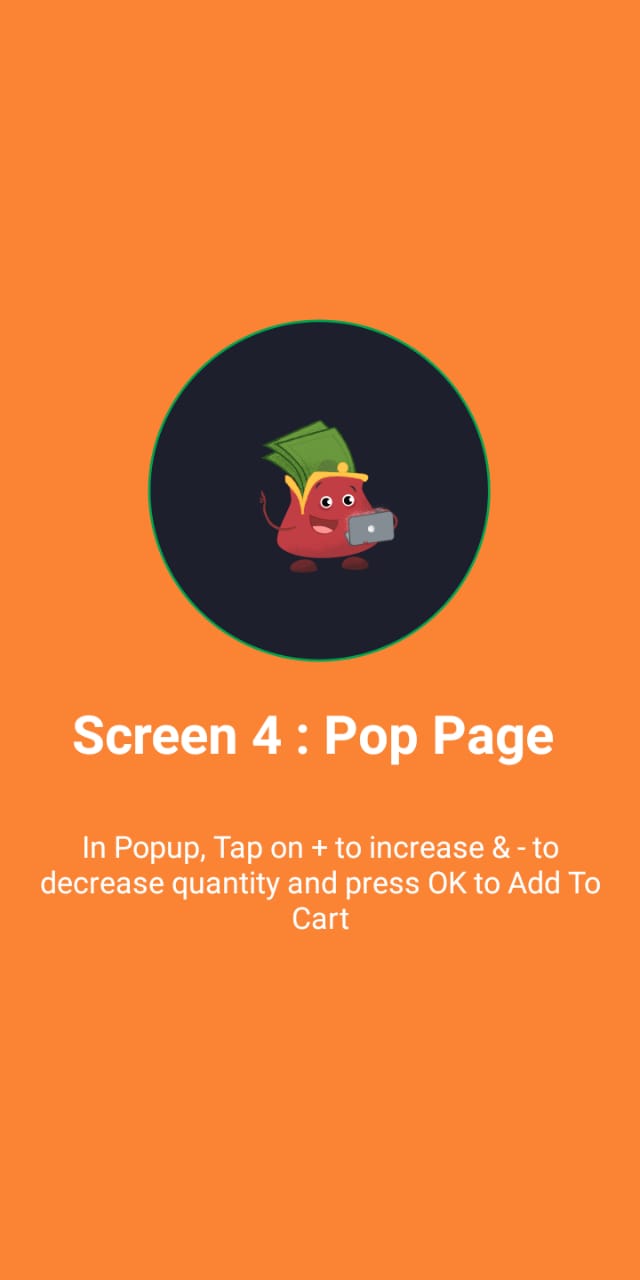 Screen 4 : Pop Page
In Popup, Tap on + to increase & - to
decrease quantity and press OK to Add To
Cart